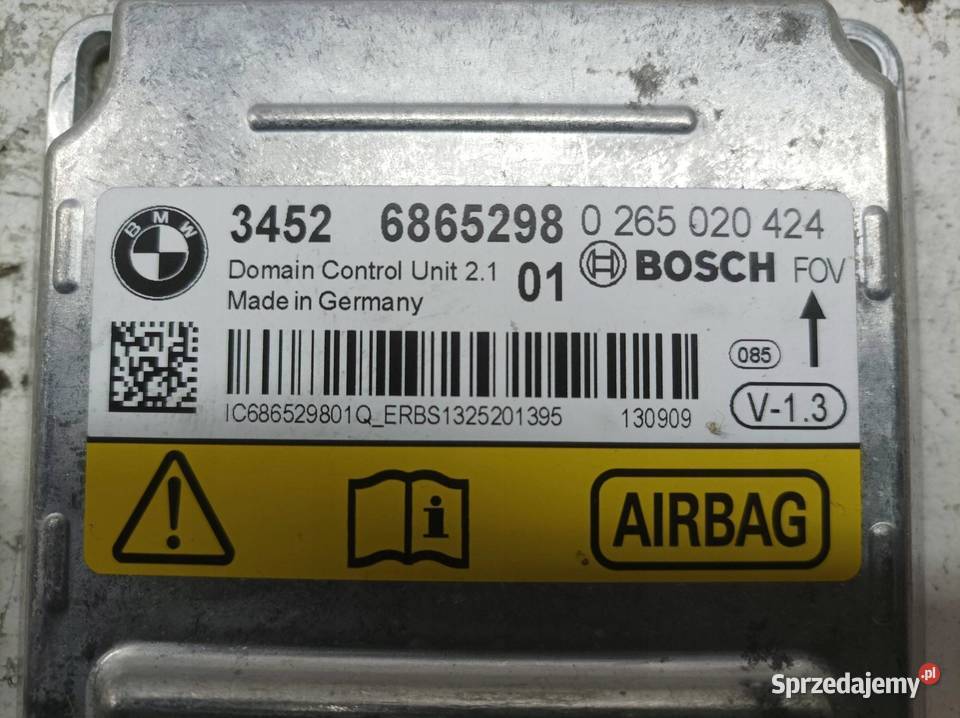 BMW
3452 6865298 0 265 020 424
Domain Control Unit 2.1 01 BOSCH FOV
Made in Germany
085
IC686529801Q_ERBS1325201395 130909
V-1.3
! i AIRBAG
Sprzedajemy.pl